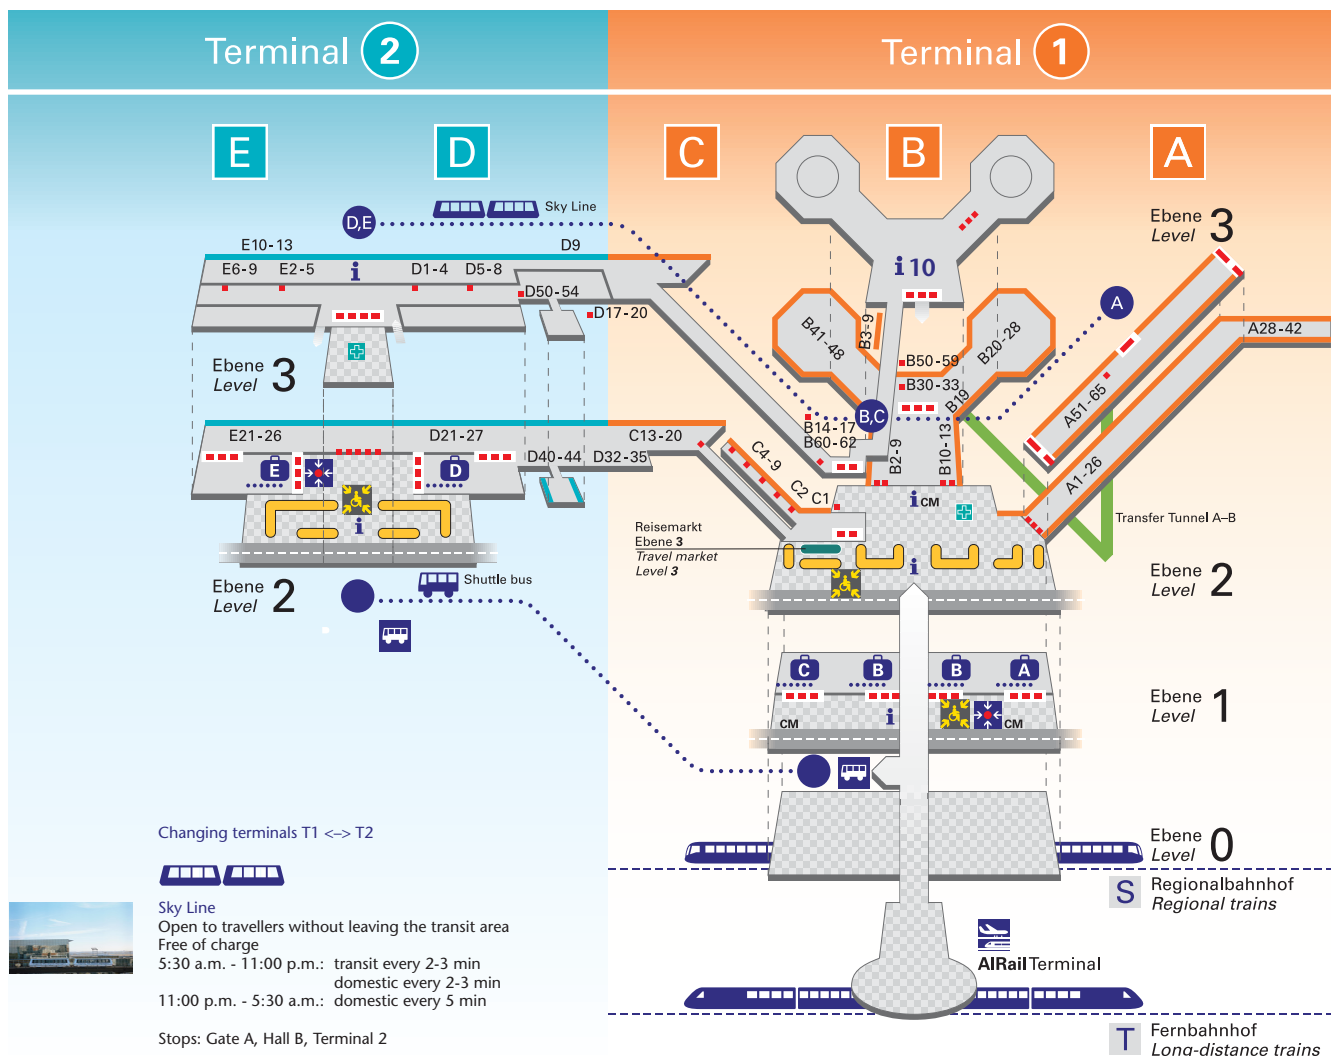 Terminal 2
Terminal 1
E
D
C
B
A
Ebene
Level 3
D,E
Sky Line
E10-13
D9
E6-9
E2-5
i
D1-4
D5-8
D50-54
D17-20
i 10
A
B3-9
B41-48
B20-28
A28-42
B50-59
B30-33
B19
A51-65
Ebene
Level 3
B,C
B14-17
B60-62
B2-9
B10-13
A1-26
E21-26
D21-27
C13-20
D40-44
D32-35
C4-9
C2
C1
E
D
i
i CM
Reisemarkt
Ebene 3
Travel market
Level 3
Transfer Tunnel A–B
i
Ebene
Level 2
Shuttle bus
Ebene
Level 2
C
B
B
A
CM
i
CM
Ebene
Level 1
Changing terminals T1 <–> T2
Ebene
Level 0
S
Regionalbahnhof
Regional trains
Sky Line
Open to travellers without leaving the transit area
Free of charge
5:30 a.m. - 11:00 p.m.: transit every 2-3 min
domestic every 2-3 min
11:00 p.m. - 5:30 a.m.: domestic every 5 min
Stops: Gate A, Hall B, Terminal 2
AIRail Terminal
T
Fernbahnhof
Long-distance trains